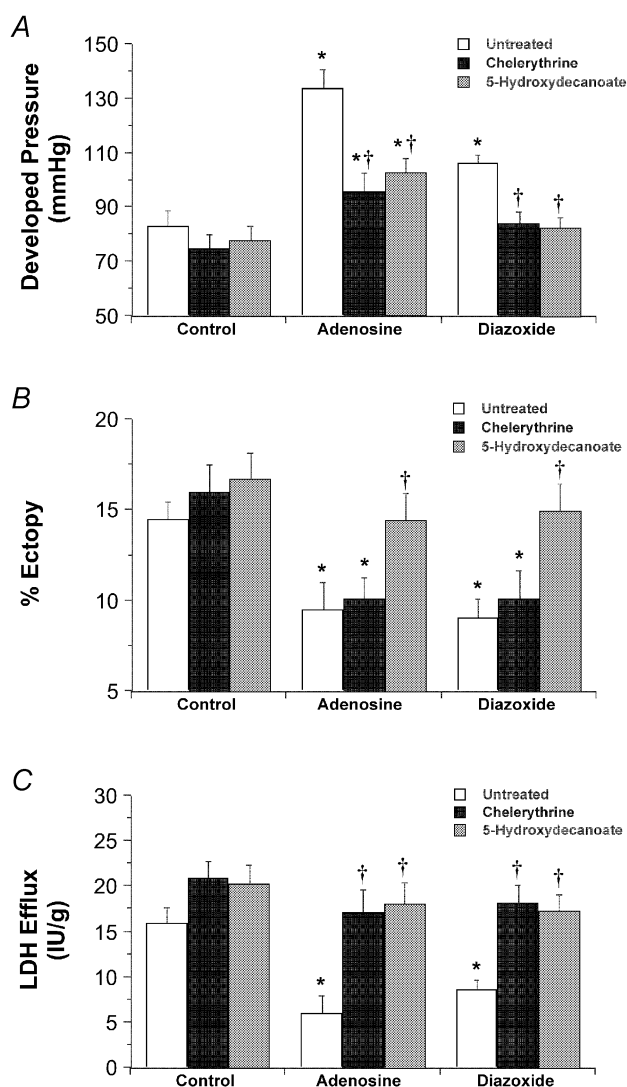 A
150
130
110
90
70
50
Developed Pressure
(mmHg)
Untreated
Chelerythrine
5-Hydroxydecanoate
*
*†
*†
*
†
†
Control Adenosine Diazoxide
B
20
15
10
5
% Ectopy
Untreated
Chelerythrine
5-Hydroxydecanoate
*
*
†
*
*
†
Control Adenosine Diazoxide
C
30
25
20
15
10
5
0
LDH Efflux
(IU/g)
Untreated
Chelerythrine
5-Hydroxydecanoate
*
†
†
*
†
†
Control Adenosine Diazoxide